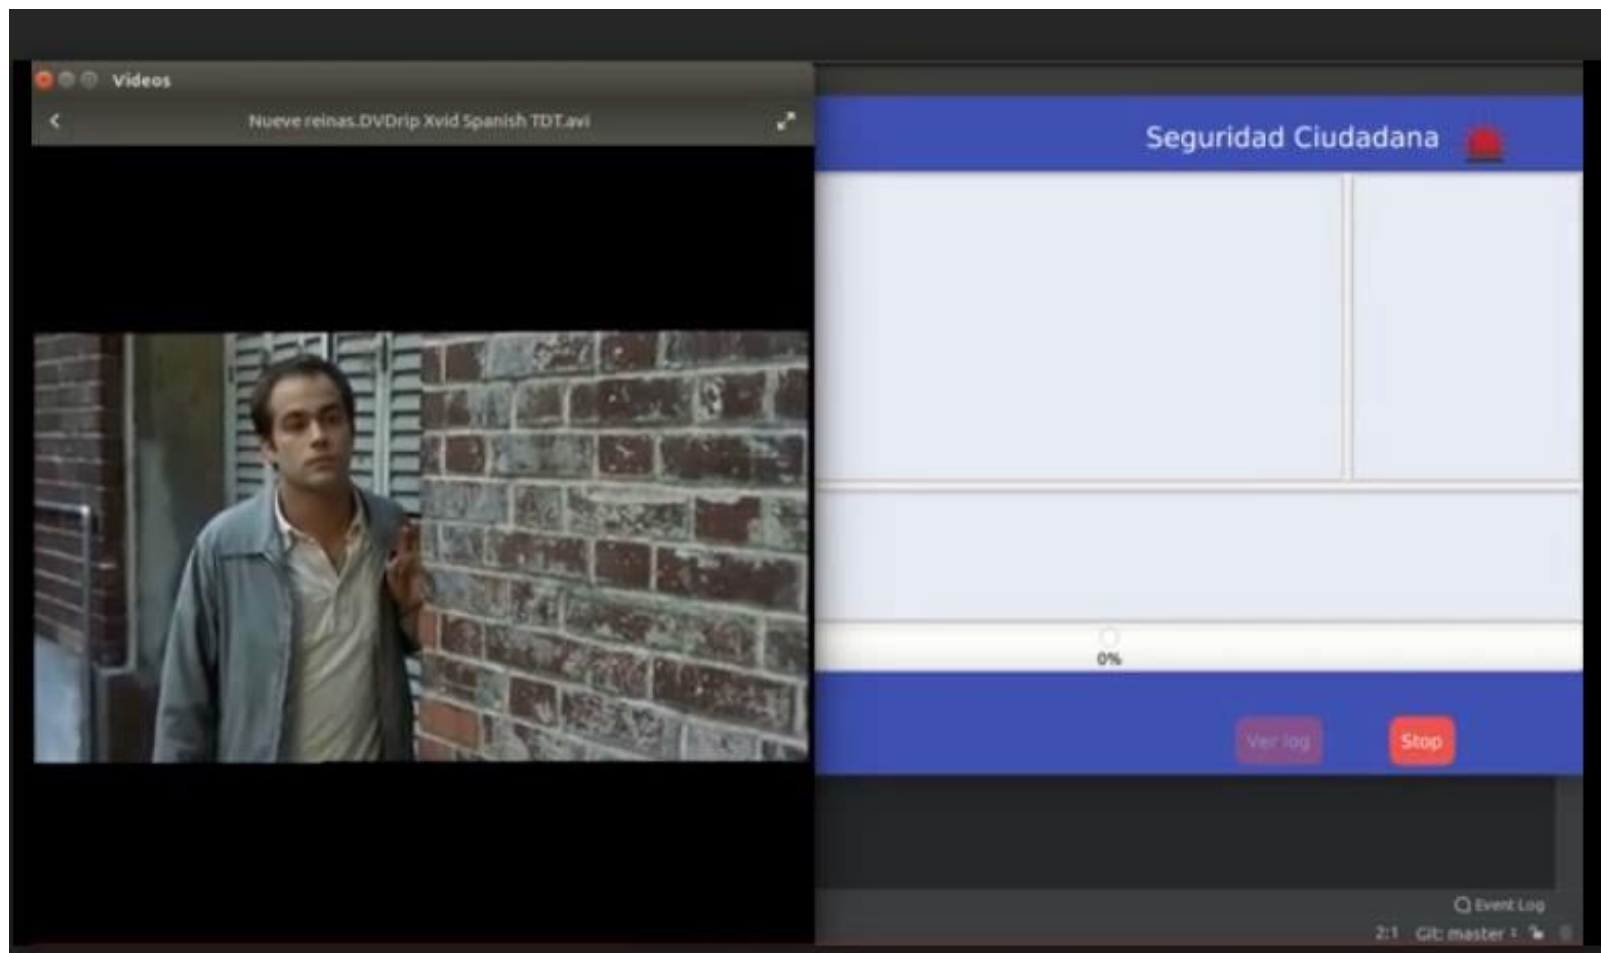 Videos
Nueve reinas.DVDrip Xvid Spanish TDT.avi
Seguridad Ciudadana
0%
Ver log
Stop
Event Log
2:1 Git: master